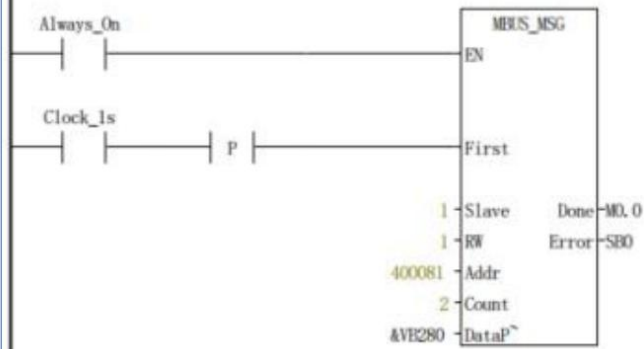 Always_On
MBUS_MSG
EN
Clock_1s
P
First
1 Slave Done M0.0
1 RW Error SB0
400081 Addr
2 Count
&VB280 DataP~